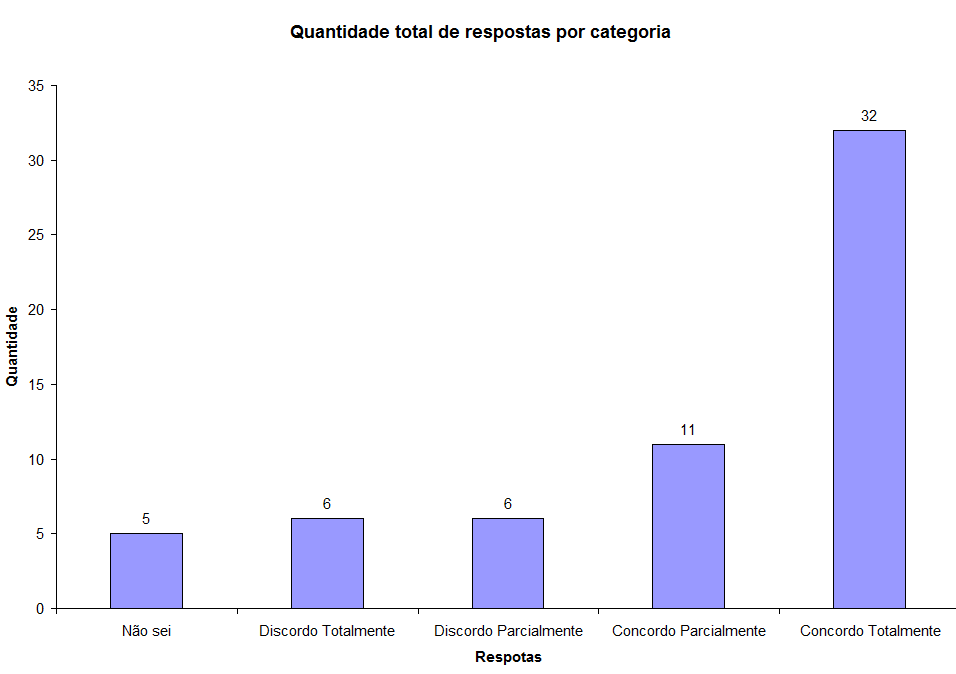 Quantidade total de respostas por categoria
35
30
25
20
15
10
5
0
Quantidade
5
6
6
11
32
Não sei
Discordo Totalmente
Discordo Parcialmente
Concordo Parcialmente
Concordo Totalmente
Respotas